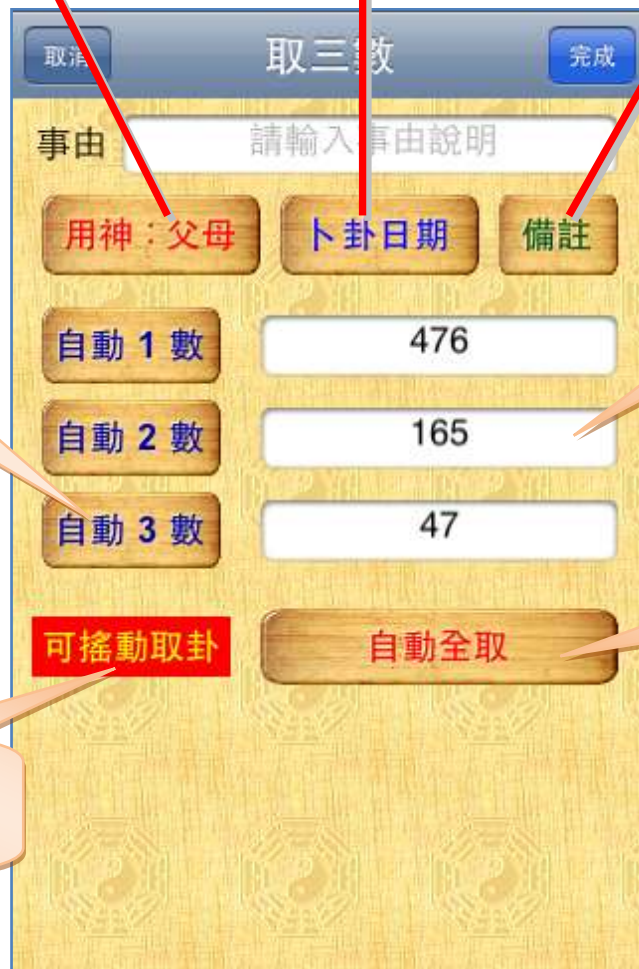 取消 取三數 完成
事由 請輸入事由說明
用神：父母 卜卦日期 備註
自動 1 數 476
自動 2 數 165
自動 3 數 47
可搖動取卦 自動全取